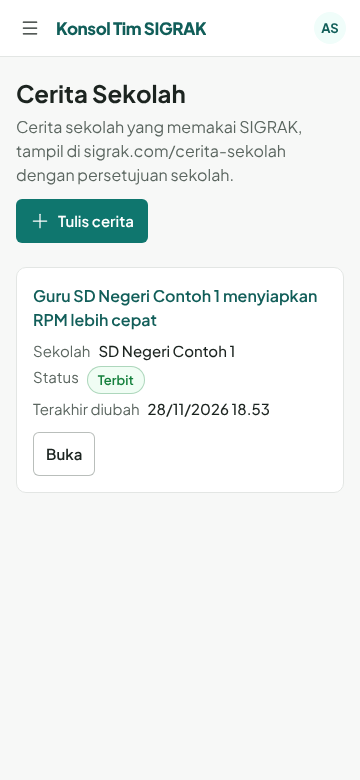 Konsol Tim SIGRAK
AS
Cerita Sekolah
Cerita sekolah yang memakai SIGRAK,
tampil di sigrak.com/cerita-sekolah
dengan persetujuan sekolah.
Tulis cerita
Guru SD Negeri Contoh 1 menyiapkan
RPM lebih cepat
Sekolah SD Negeri Contoh 1
Status Terbit
Terakhir diubah 28/11/2026 18.53
Buka